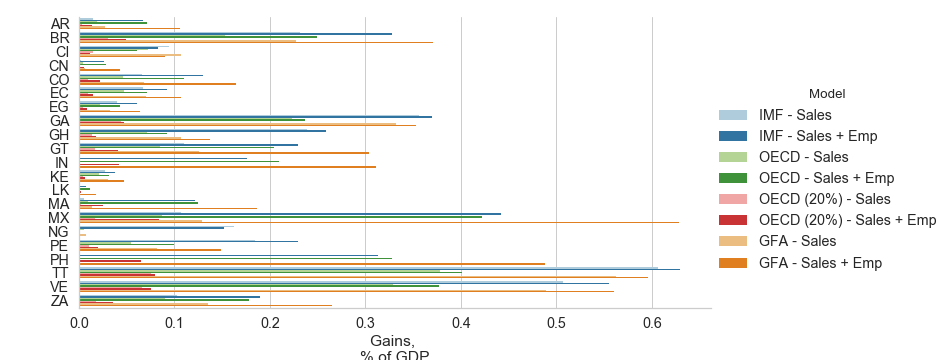 AR
BR
CI
CN
CO
EC
EG
GA
GH
GT
IN
KE
LK
MA
MX
NG
PE
PH
TT
VE
ZA
0.0 0.1 0.2 0.3 0.4 0.5 0.6
Gains,
% of GDP
Model
IMF - Sales
IMF - Sales + Emp
OECD - Sales
OECD - Sales + Emp
OECD (20%) - Sales
OECD (20%) - Sales + Emp
GFA - Sales
GFA - Sales + Emp